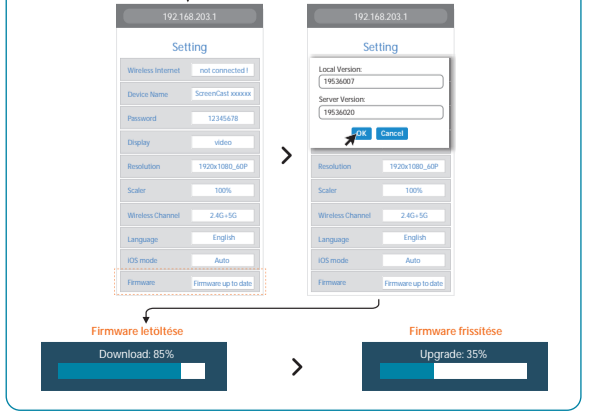 192.168.203.1
Setting
Wireless Internet not connected !
Device Name ScreenCast xxxxxx
Password 12345678
Display video
Resolution 1920x1080_60P
Scaler 100%
Wireless Channel 2.4G+5G
Language English
iOS mode Auto
Firmware Firmware up to date
192.168.203.1
Setting
Local Version:
19536007
Server Version:
19536020
OK Cancel
Resolution 1920x1080_60P
Scaler 100%
Wireless Channel 2.4G+5G
Language English
iOS mode Auto
Firmware Firmware up to date
Firmware letöltése
Download: 85%
Firmware frissítése
Upgrade: 35%